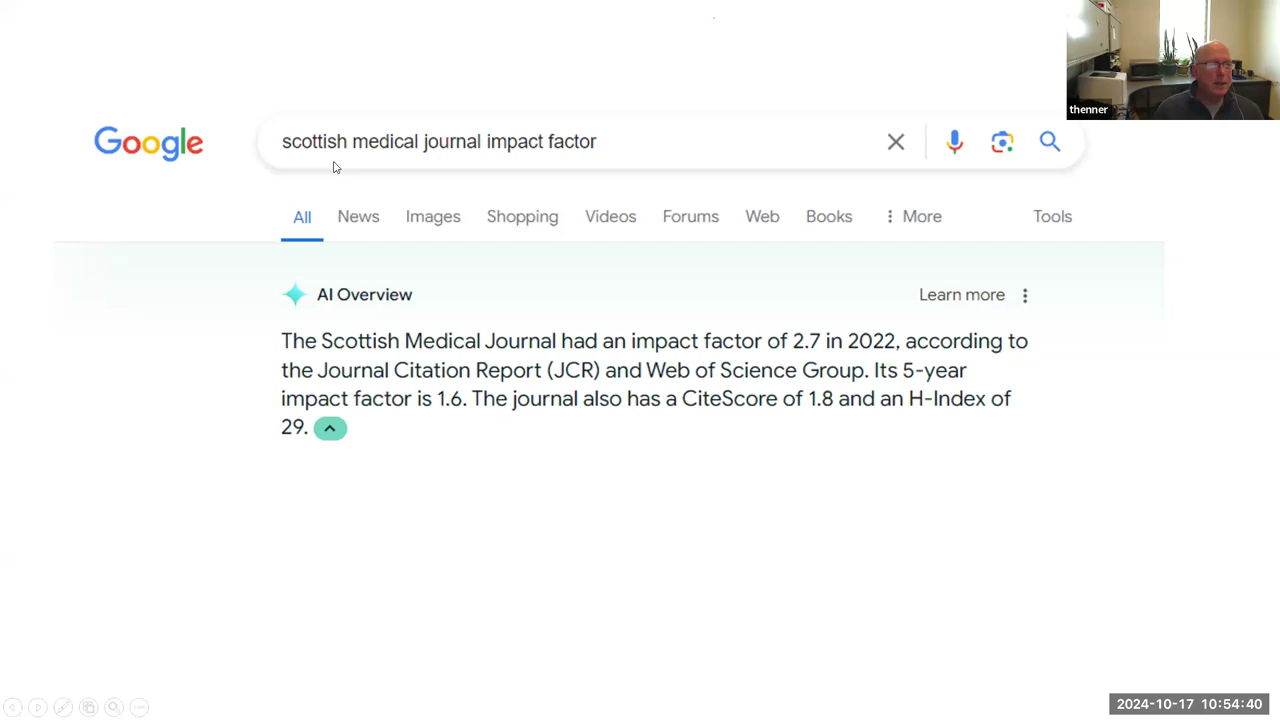 thenner
Google
scottish medical journal impact factor
All News Images Shopping Videos Forums Web Books More Tools
AI Overview Learn more
The Scottish Medical Journal had an impact factor of 2.7 in 2022, according to
the Journal Citation Report (JCR) and Web of Science Group. Its 5-year
impact factor is 1.6. The journal also has a CiteScore of 1.8 and an H-Index of
29.
2024-10-17 10:54:40